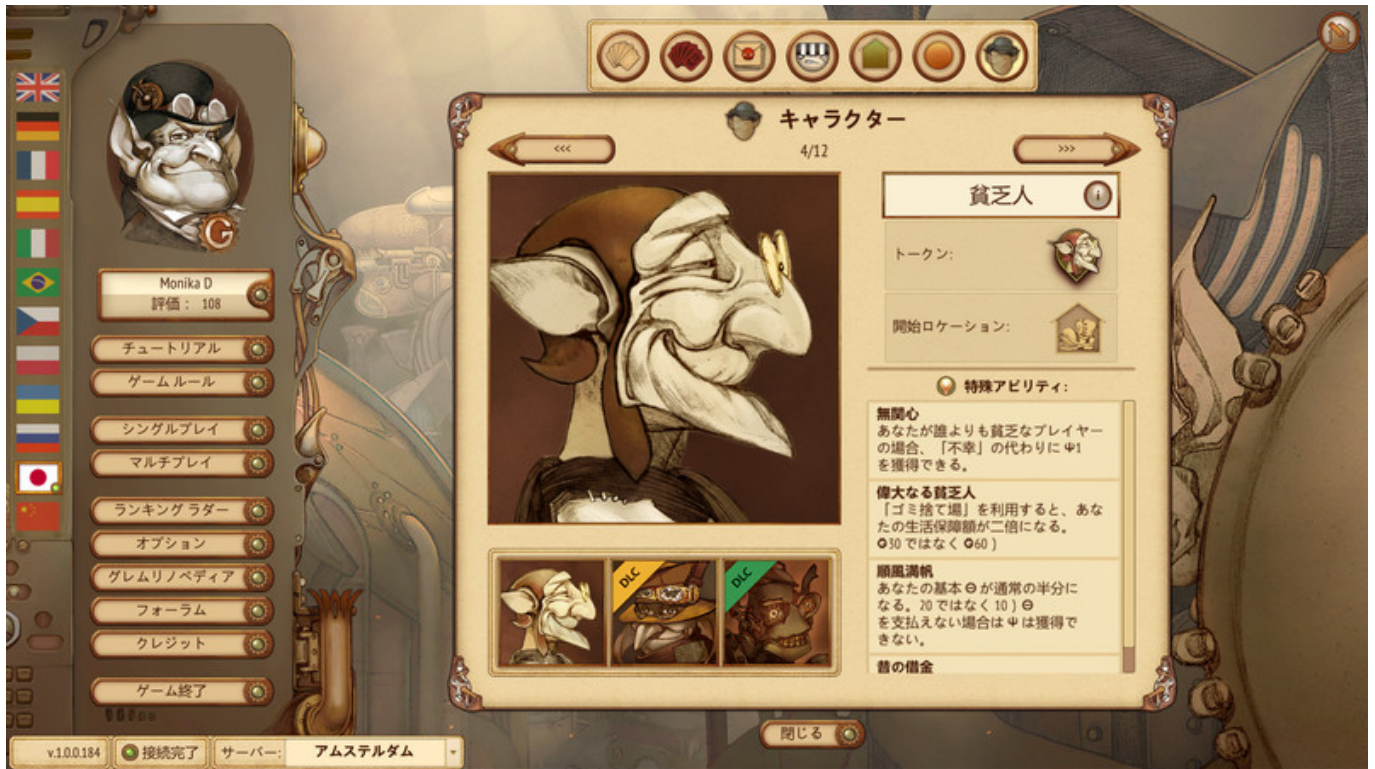 キャラクター
<<<
4/12
>>>
貧乏人
i
トークン:
開始ロケーション:
特殊アビリティ:
無関心
あなたが誰よりも貧乏なプレイヤー
の場合、「不幸」の代わりに Ψ1
を獲得できる。
偉大なる貧乏人
「ゴミ捨て場」を利用すると、あな
たの生活保障額が二倍になる。
G30 ではなく G60 )
順風満帆
あなたの基本 ⊖ が通常の半分に
なる。20 ではなく 10 ) ⊖
を支払えない場合は Ψ は獲得で
きない。
昔の借金
DLC
DLC
閉じる
G
Monika D
評価： 108
チュートリアル
ゲーム ルール
シングルプレイ
マルチプレイ
ランキング ラダー
オプション
グレムリノペディア
フォーラム
クレジット
ゲーム終了
v.1.0.0.184
接続完了
サーバー:
アムステルダム